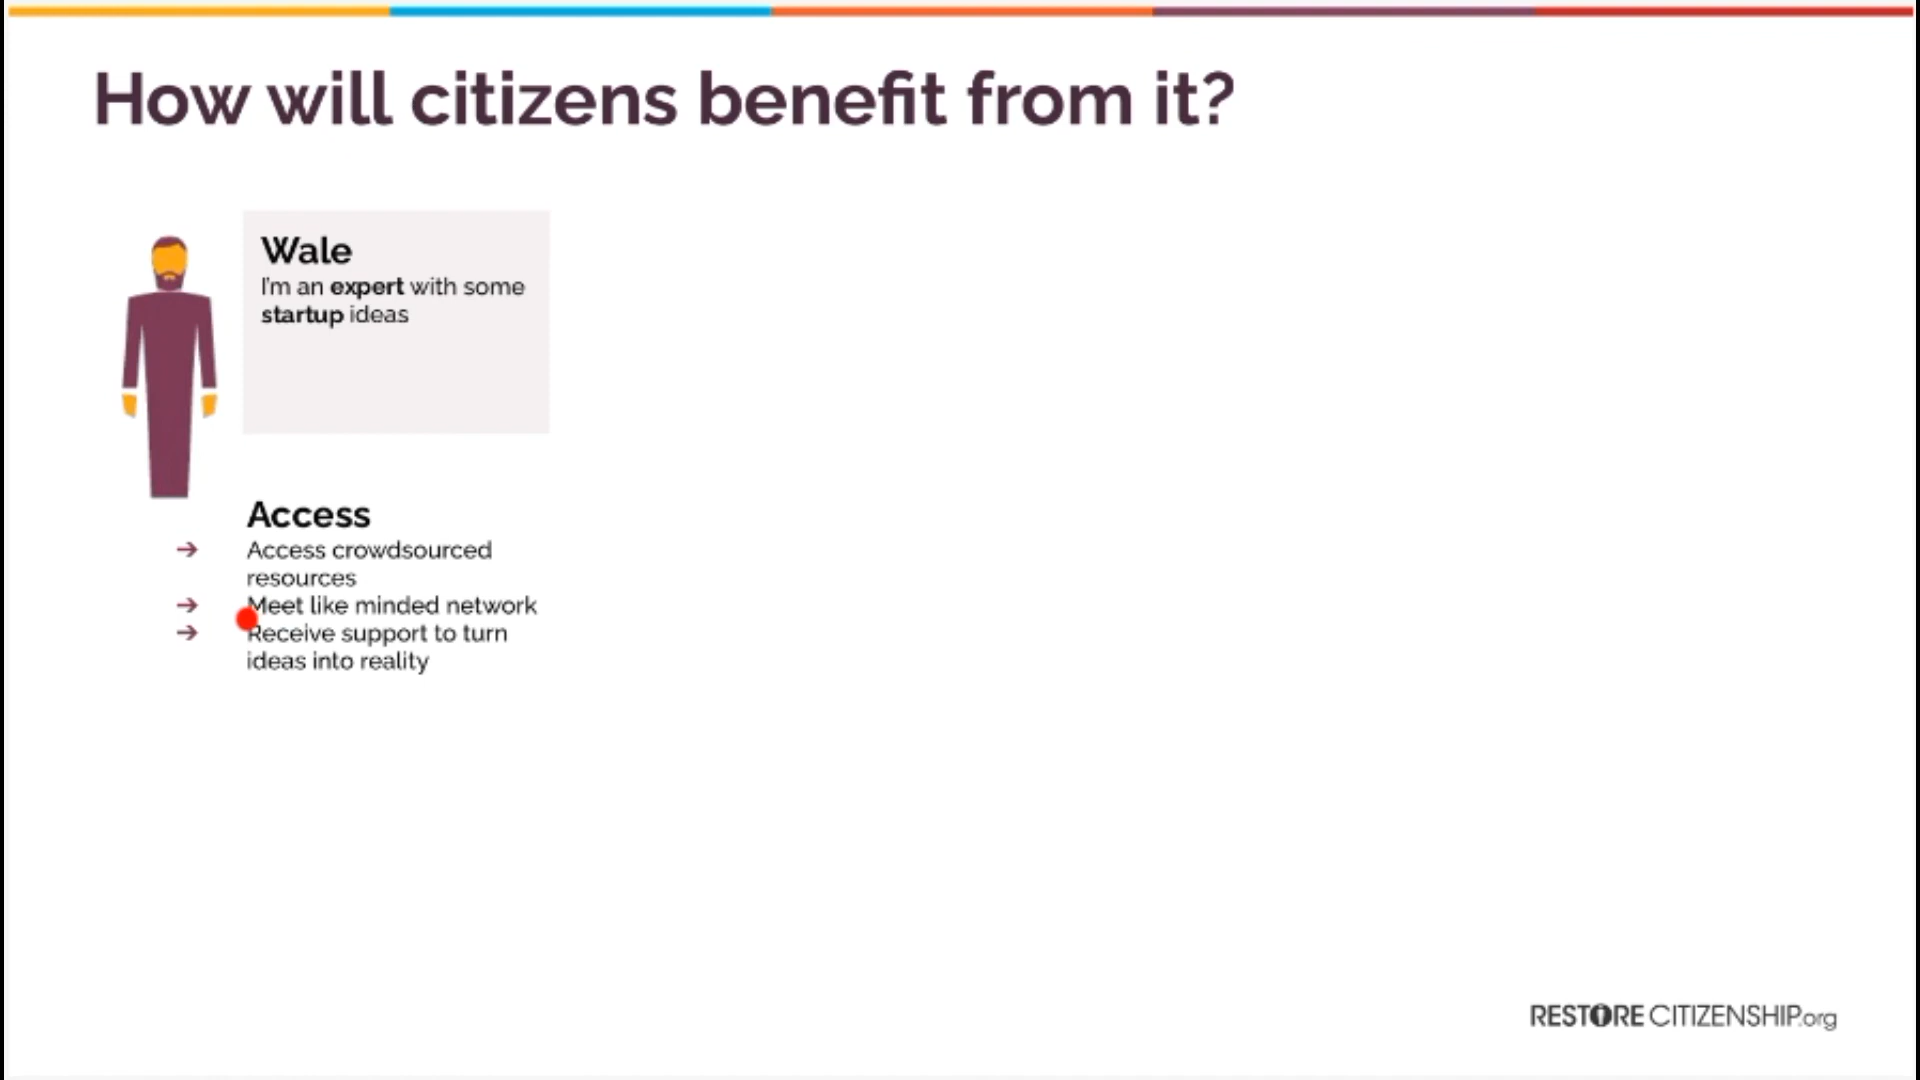 How will citizens benefit from it?
Wale
I'm an expert with some
startup ideas
Access
Access crowdsourced
resources
Meet like minded network
Receive support to turn
ideas into reality
RESTORE CITIZENSHIP.org